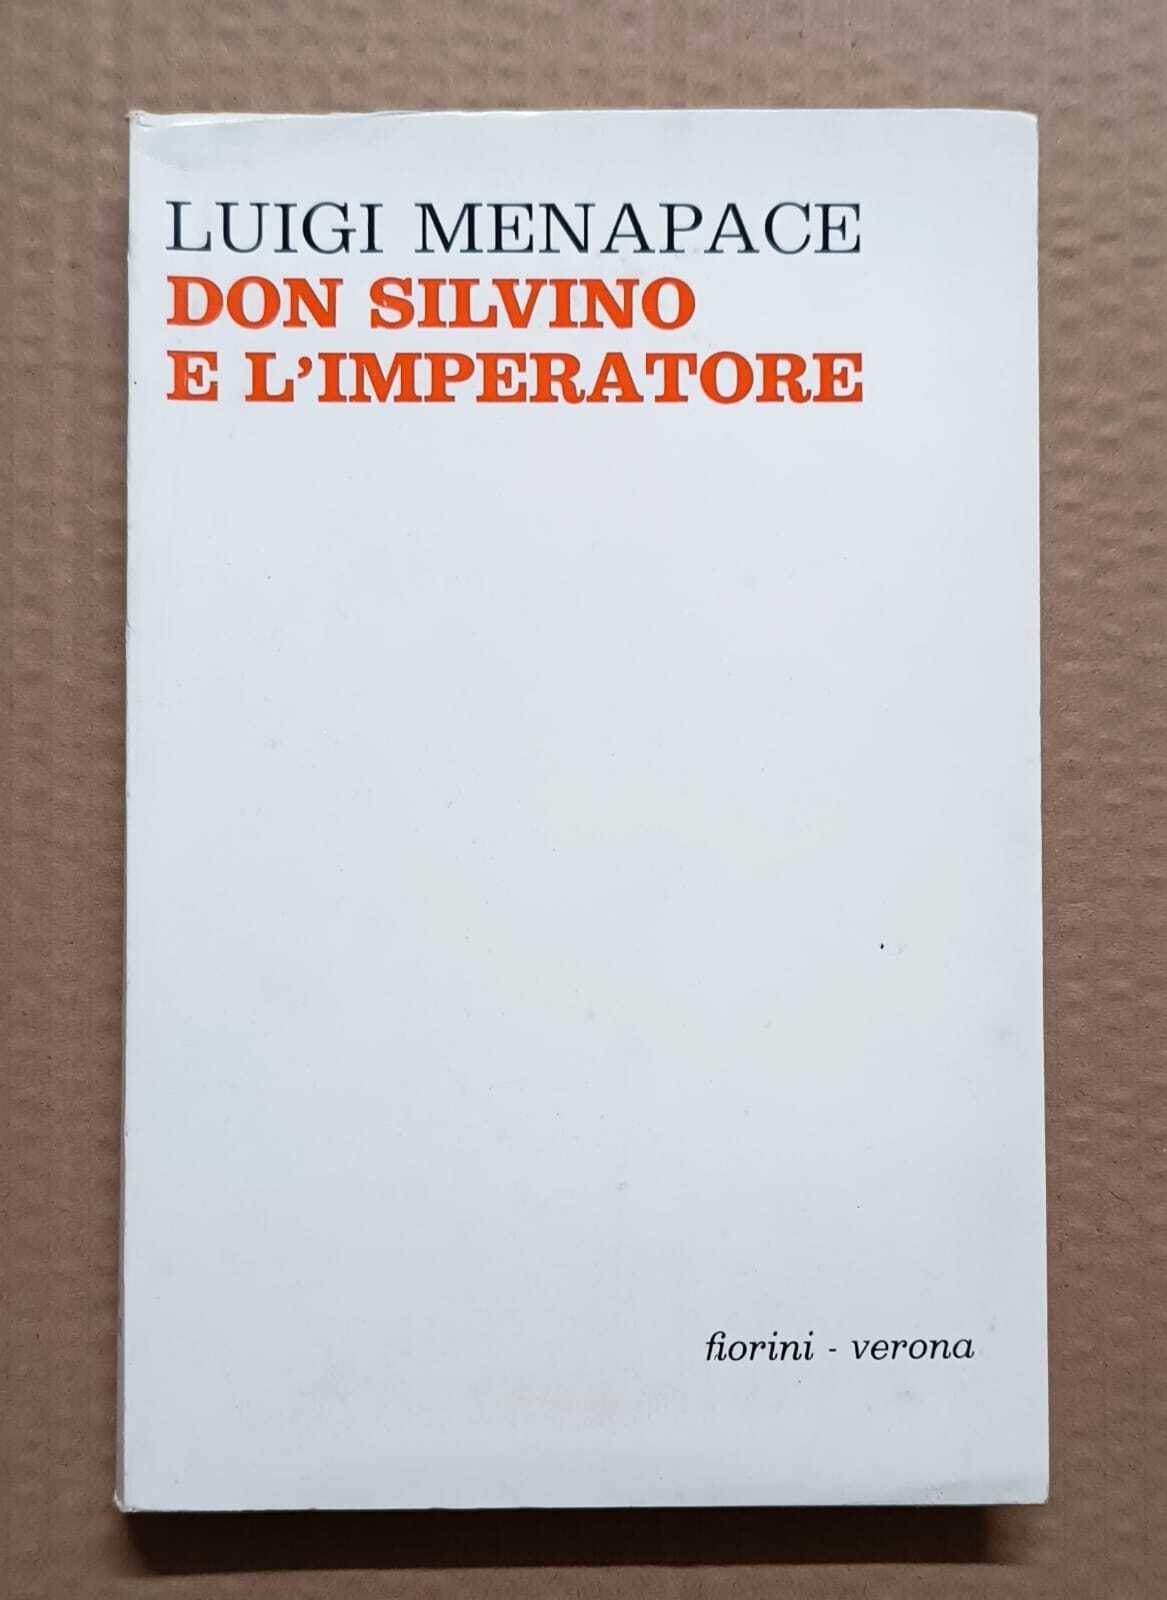 LUIGI MENAPACE
DON SILVINO
E L'IMPERATORE
fiorini - verona